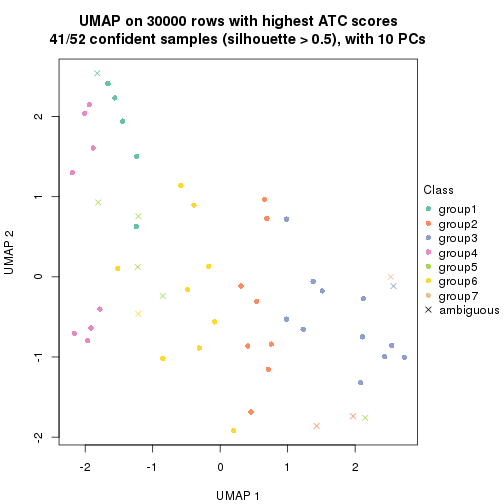 UMAP on 30000 rows with highest ATC scores
41/52 confident samples (silhouette > 0.5), with 10 PCs
2
1
0
-1
-2
UMAP 2
-2
-1
0
1
2
UMAP 1
Class
group1
group2
group3
group4
group5
group6
group7
ambiguous